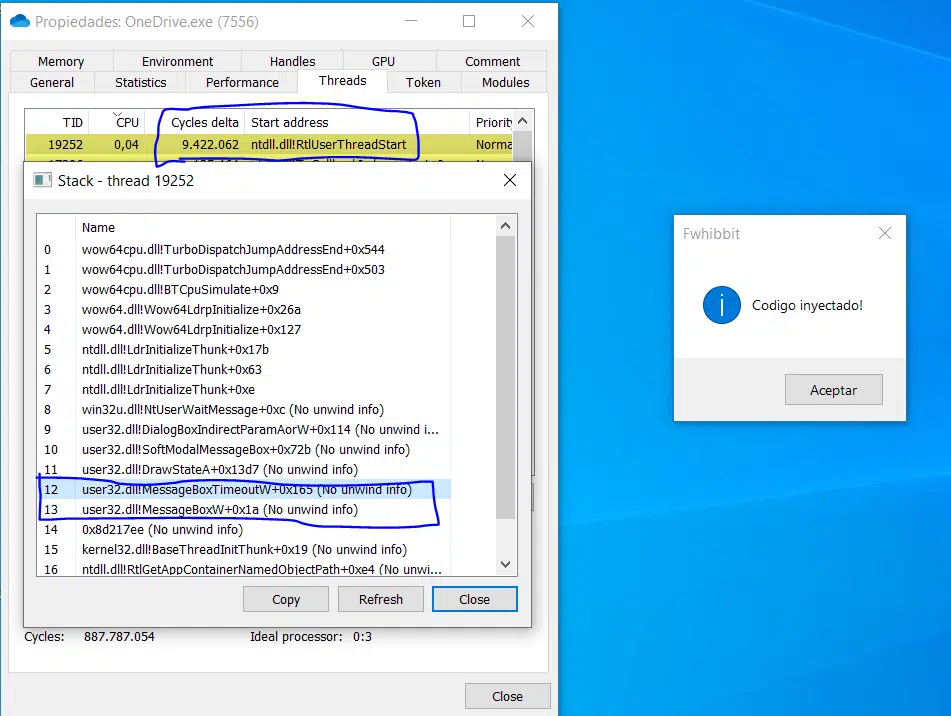 Propiedades: OneDrive.exe (7556)
Memory Environment Handles GPU Comment
General Statistics Performance Threads Token Modules
TID CPU Cycles delta Start address Priority
19252 0,04 9.422.062 ntdll.dll!RtlUserThreadStart Norma
Stack - thread 19252
Name
0 wow64cpu.dll!TurboDispatchJumpAddressEnd+0x544
1 wow64cpu.dll!TurboDispatchJumpAddressEnd+0x503
2 wow64cpu.dll!BTCpuSimulate+0x9
3 wow64.dll!Wow64LdrpInitialize+0x26a
4 wow64.dll!Wow64LdrpInitialize+0x127
5 ntdll.dll!LdrInitializeThunk+0x17b
6 ntdll.dll!LdrInitializeThunk+0x63
7 ntdll.dll!LdrInitializeThunk+0xe
8 win32u.dll!NtUserWaitMessage+0xc (No unwind info)
9 user32.dll!DialogBoxIndirectParamAorW+0x114 (No unwind i...
10 user32.dll!SoftModalMessageBox+0x72b (No unwind info)
11 user32.dll!DrawStateA+0x13d7 (No unwind info)
12 user32.dll!MessageBoxTimeoutW+0x165 (No unwind info)
13 user32.dll!MessageBoxW+0x1a (No unwind info)
14 0x8d217ee (No unwind info)
15 kernel32.dll!BaseThreadInitThunk+0x19 (No unwind info)
16 ntdll.dll!RtlGetAppContainerNamedObjectPath+0xe4 (No unwi...
Copy Refresh Close
Cycles: 887.787.054 Ideal processor: 0:3
Close
Fwhibbit
Codigo inyectado!
Aceptar